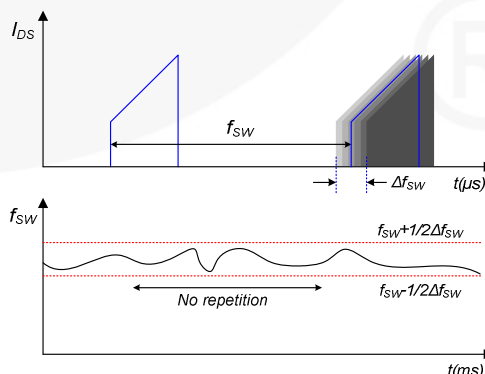 I_DS
f_SW
Δf_SW
t(μs)
f_SW
f_SW+1/2Δf_SW
f_SW-1/2Δf_SW
No repetition
t(ms)
R